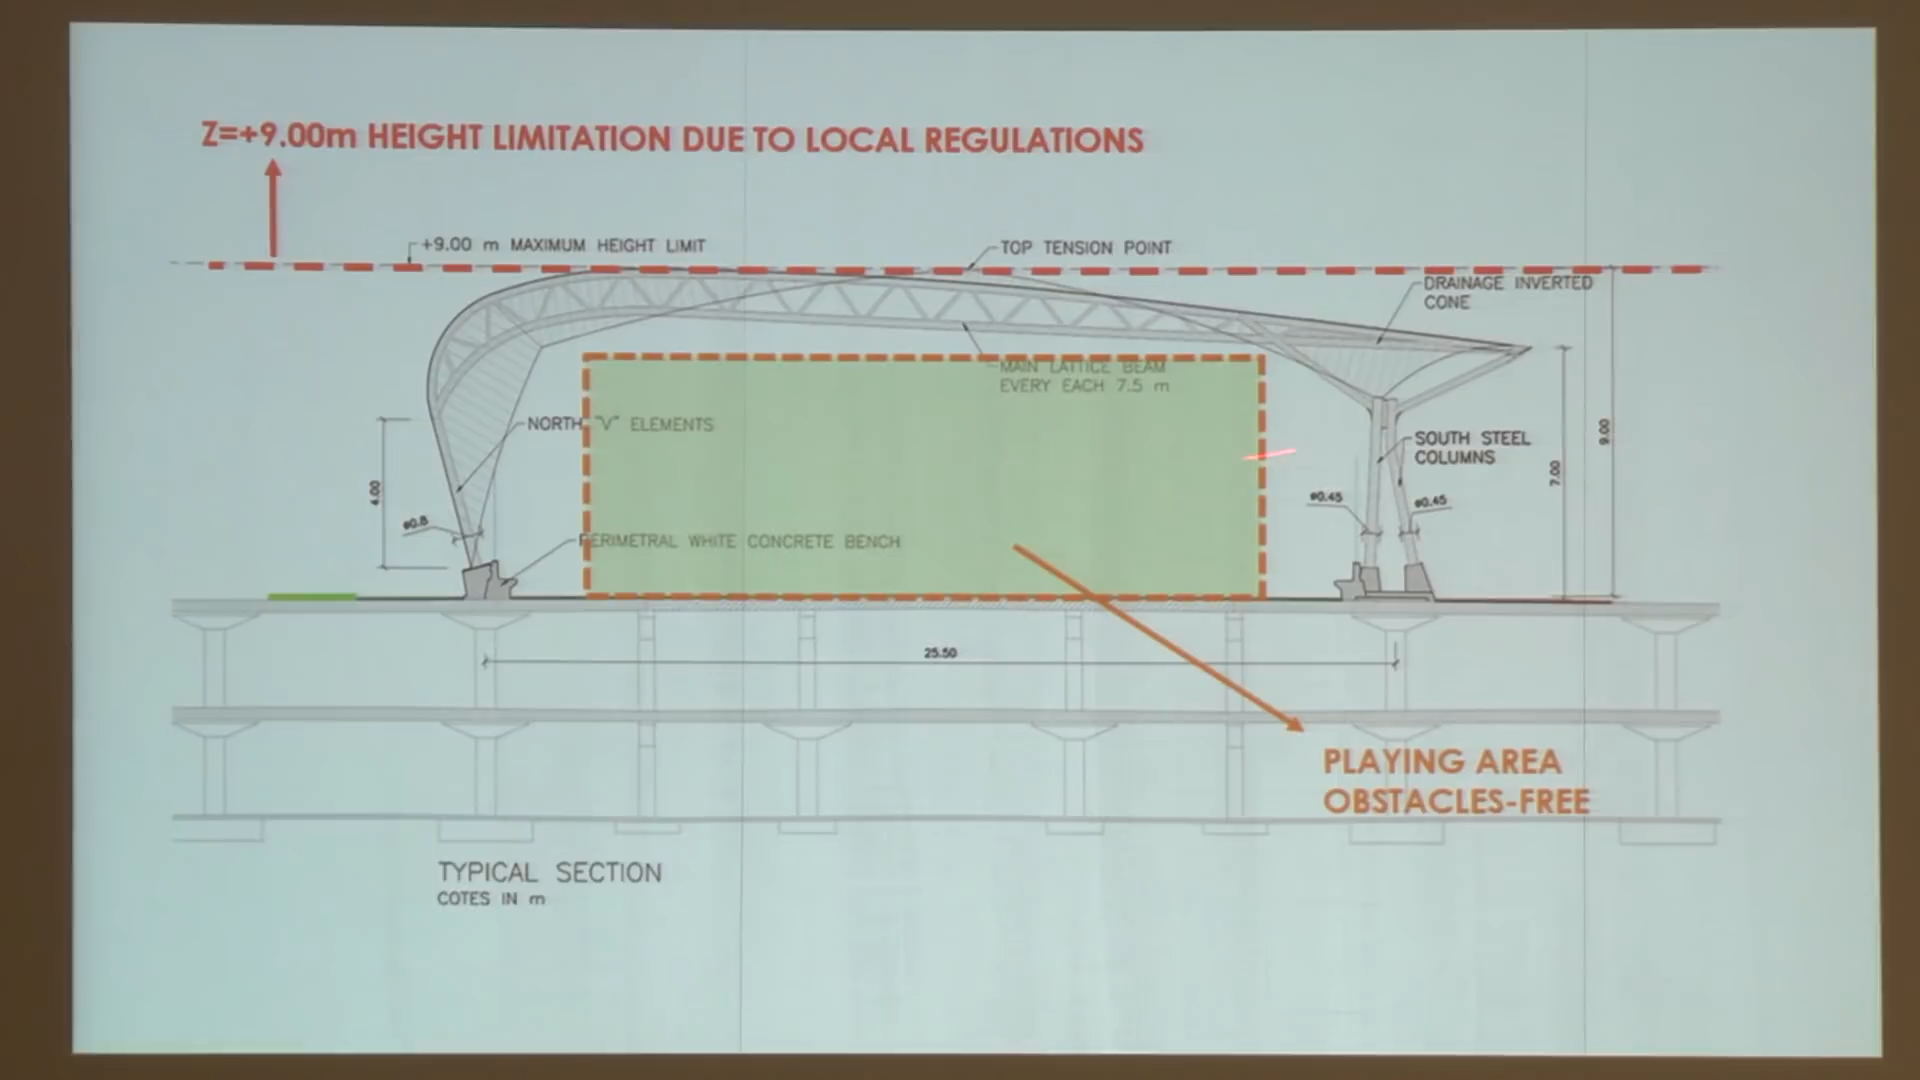 Z=+9.00m HEIGHT LIMITATION DUE TO LOCAL REGULATIONS
+9.00 m MAXIMUM HEIGHT LIMIT
TOP TENSION POINT
DRAINAGE INVERTED
CONE
MAIN LATTICE BEAM
EVERY EACH 7.5 m
NORTH "V" ELEMENTS
SOUTH STEEL
COLUMNS
9.00
7.00
4.00
ø0.8
ø0.45
ø0.45
PERIMETRAL WHITE CONCRETE BENCH
25.50
PLAYING AREA
OBSTACLES-FREE
TYPICAL SECTION
COTES IN m